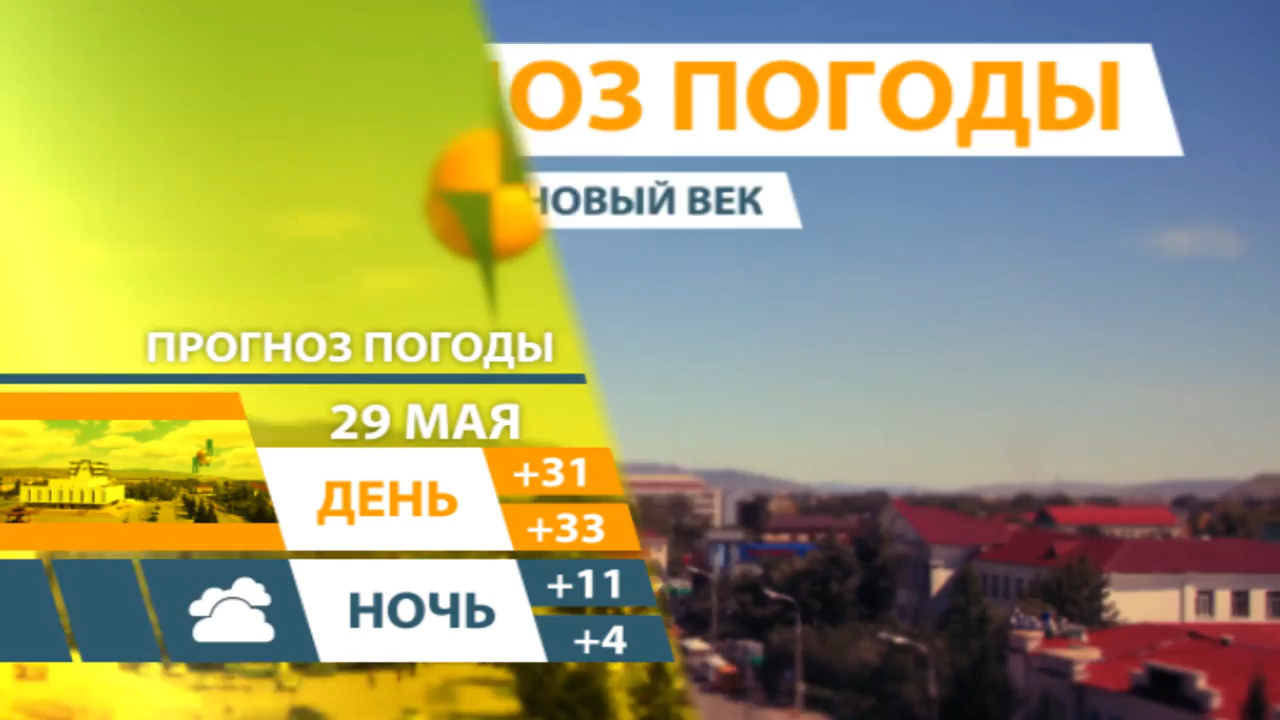 ОЗ ПОГОДЫ
НОВЫЙ ВЕК
ПРОГНОЗ ПОГОДЫ
29 МАЯ
ДЕНЬ
+31
+33
НОЧЬ
+11
+4